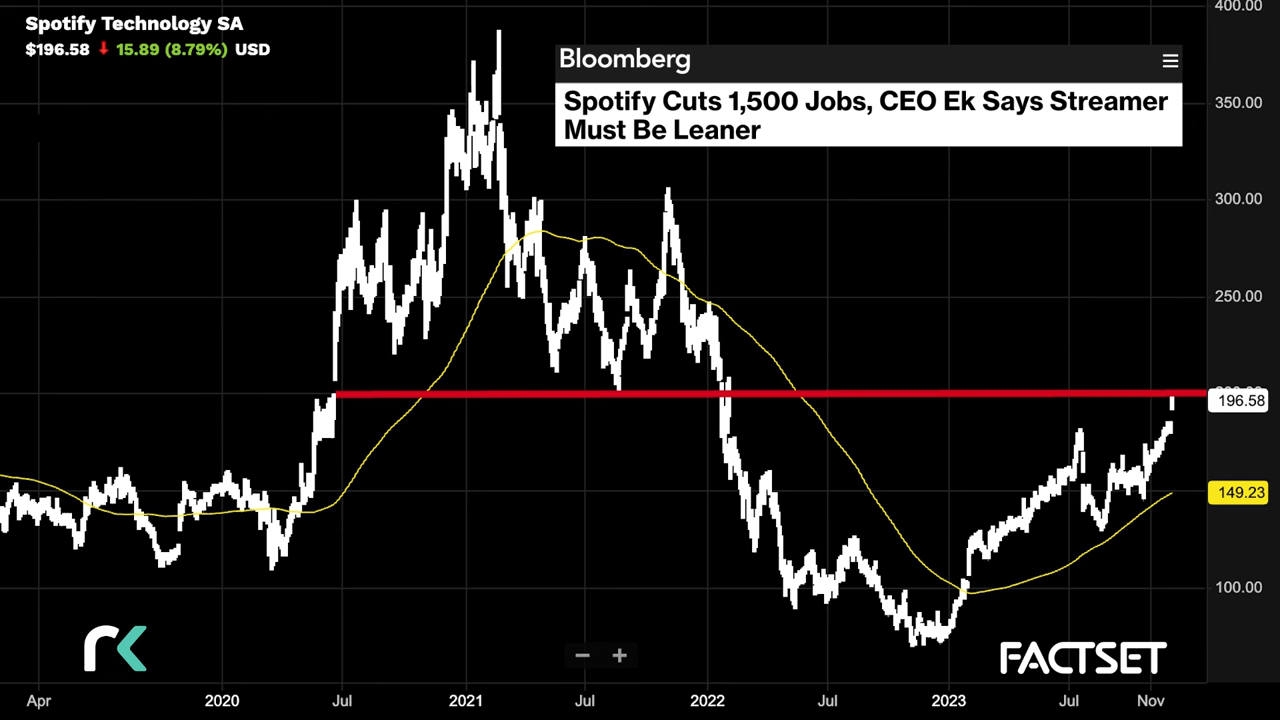 Spotify Technology SA
$196.58 15.89 (8.79%) USD
Bloomberg
Spotify Cuts 1,500 Jobs, CEO Ek Says Streamer
Must Be Leaner
400.00
350.00
300.00
250.00
196.58
149.23
100.00
FACTSET
Apr
2020
Jul
2021
Jul
2022
Jul
2023
Jul
Nov